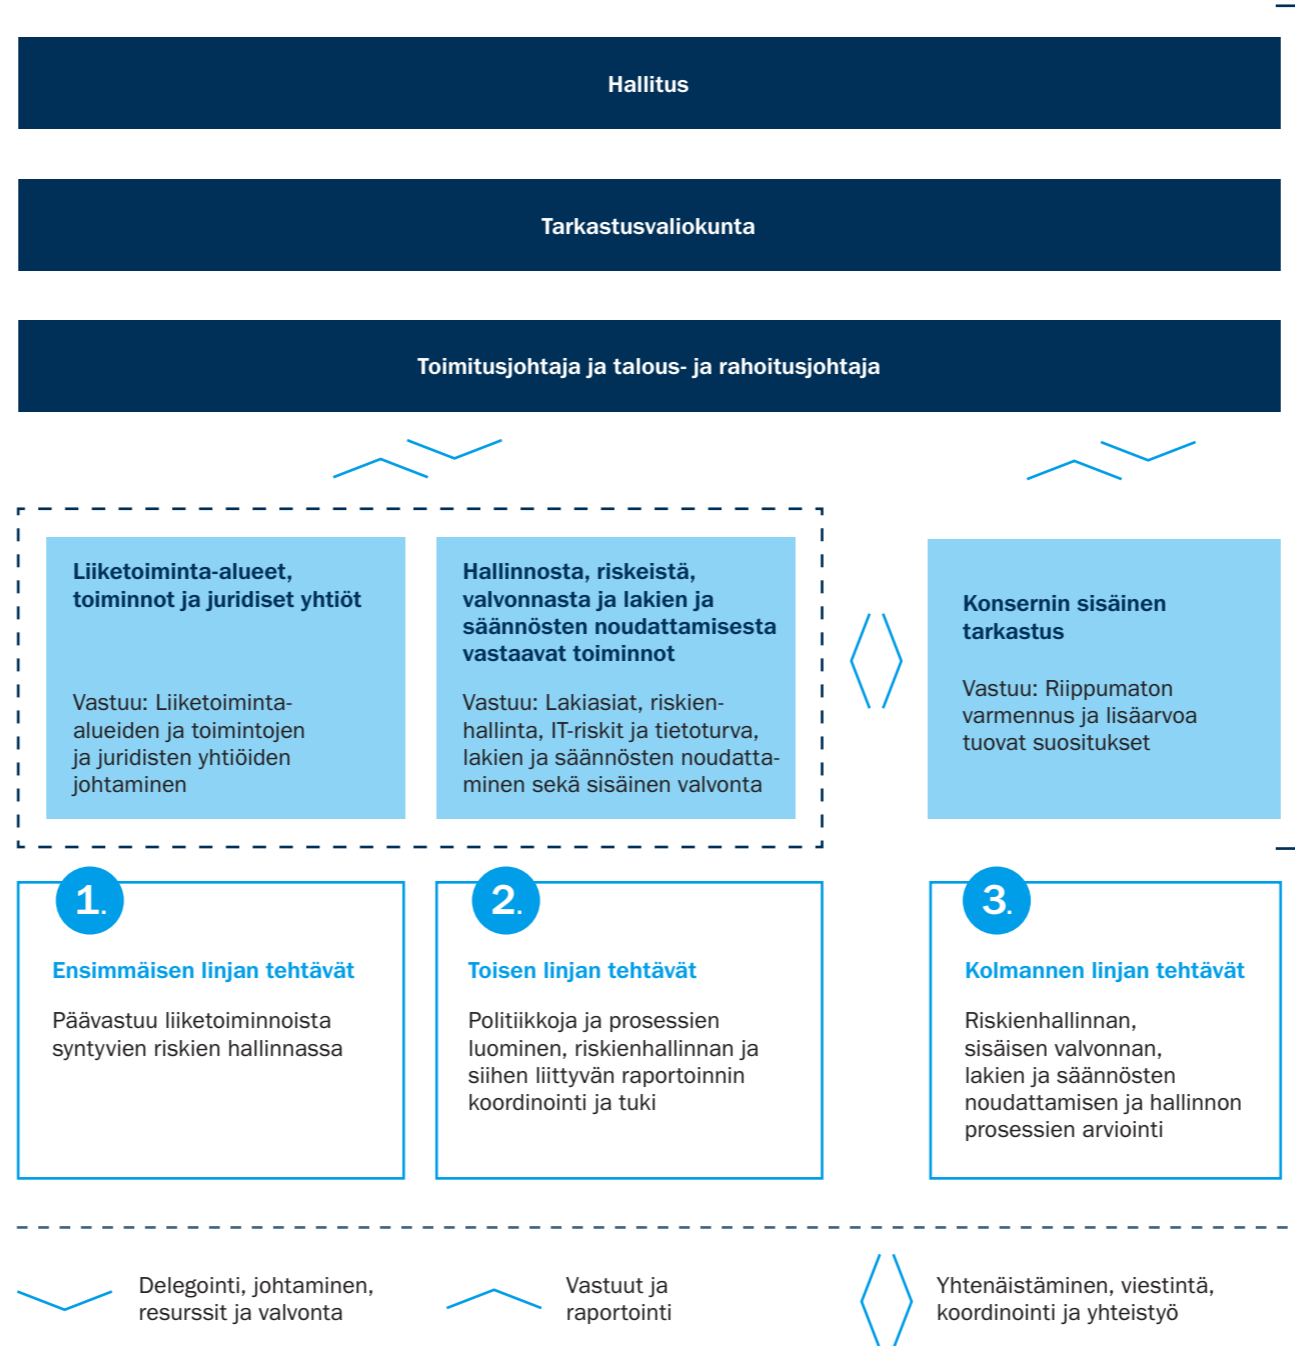 Hallitus
Tarkastusvaliokunta
Toimitusjohtaja ja talous- ja rahoitusjohtaja
Liiketoiminta-alueet,
toiminnot ja juridiset yhtiöt
Vastuu: Liiketoiminta-
alueiden ja toimintojen
ja juridisten yhtiöiden
johtaminen
Hallinnosta, riskeistä,
valvonnasta ja lakien ja
säännösten noudattamisesta
vastaavat toiminnot
Vastuu: Lakiasiat, riskien-
hallinta, IT-riskit ja tietoturva,
lakien ja säännösten noudatta-
minen sekä sisäinen valvonta
Konsernin sisäinen
tarkastus
Vastuu: Riippumaton
varmennus ja lisäarvoa
tuovat suositukset
1.
Ensimmäisen linjan tehtävät
Päävastuu liiketoiminnoista
syntyvien riskien hallinnassa
2.
Toisen linjan tehtävät
Politiikkoja ja prosessien
luominen, riskienhallinnan ja
siihen liittyvän raportoinnin
koordinointi ja tuki
3.
Kolmannen linjan tehtävät
Riskienhallinnan,
sisäisen valvonnan,
lakien ja säännösten
noudattamisen ja hallinnon
prosessien arviointi
Delegointi, johtaminen,
resurssit ja valvonta
Vastuut ja
raportointi
Yhtenäistäminen, viestintä,
koordinointi ja yhteistyö